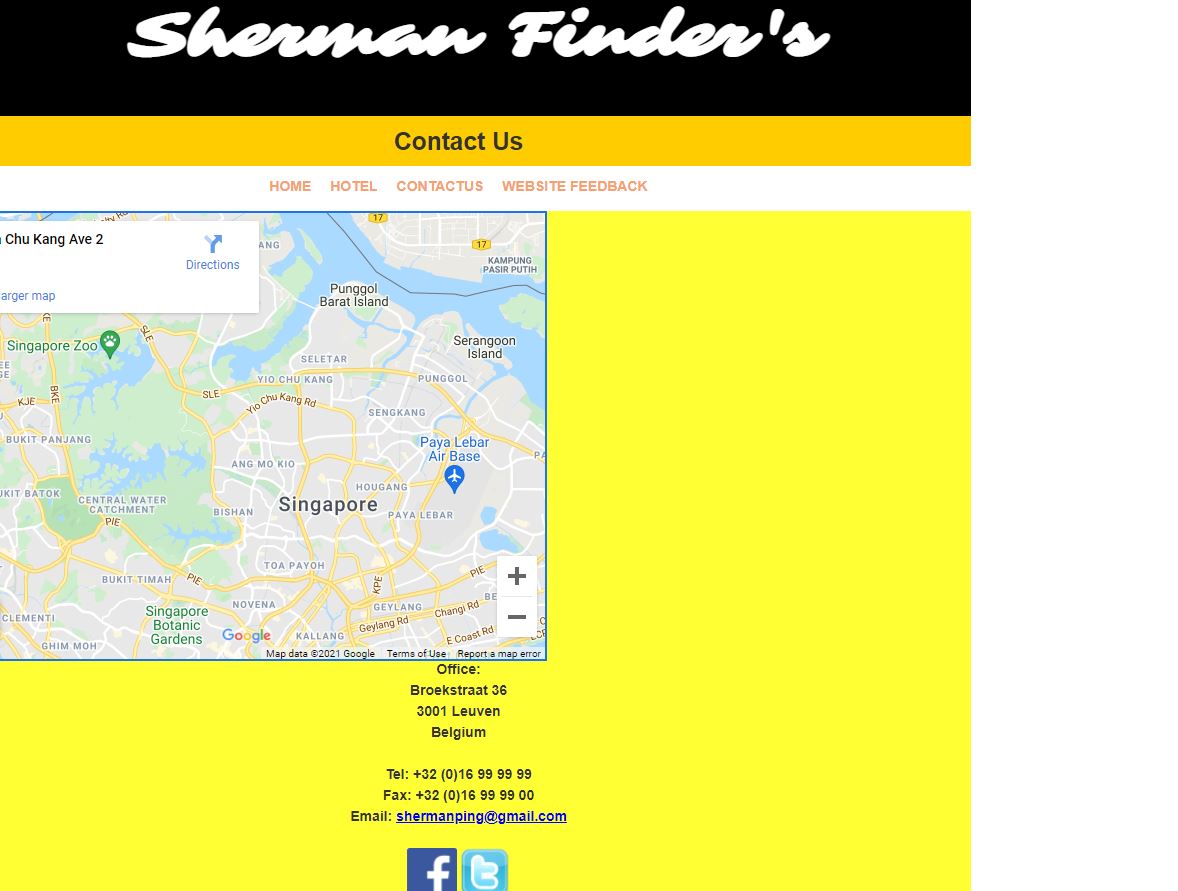 Sherman Finder's
Contact Us
HOME HOTEL CONTACTUS WEBSITE FEEDBACK
Chu Kang Ave 2
Directions
arger map
17
17
ANG
KAMPUNG
PASIR PUTIH
Punggol
Barat Island
Serangoon
Island
KJE
BKE
SLE
Singapore Zoo
SELETAR
YIO CHU KANG
PUNGGOL
SLE
Yio Chu Kang Rd
SENGKANG
BUKIT PANJANG
Paya Lebar
Air Base
ANG MO KIO
HOUGANG
UKIT BATOK
CENTRAL WATER
CATCHMENT
Singapore
BISHAN
PAYA LEBAR
PIE
TOA PAYOH
BUKIT TIMAH
PIE
KPE
PIE
BE
NOVENA
GEYLANG
Changi Rd
Singapore
Botanic
Gardens
CLEMENTI
Google
KALLANG
Geylang Rd
E Coast Rd
ECP
GHIM MOH
Map data ©2021 Google Terms of Use Report a map error
Office:
Broekstraat 36
3001 Leuven
Belgium
Tel: +32 (0)16 99 99 99
Fax: +32 (0)16 99 99 00
Email: shermanping@gmail.com